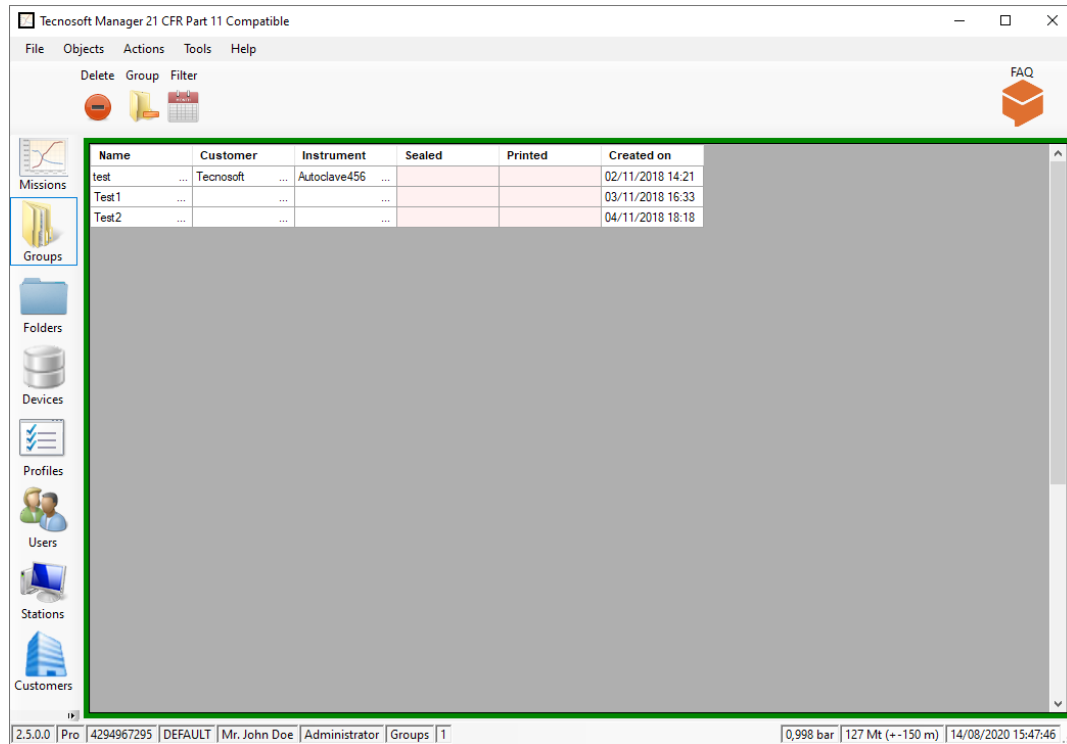 Tecnosoft Manager 21 CFR Part 11 Compatible
File Objects Actions Tools Help
Delete Group Filter FAQ
Name Customer Instrument Sealed Printed Created on
test ... Tecnosoft ... Autoclave456 ... 02/11/2018 14:21
Test1 ... ... ... 03/11/2018 16:33
Test2 ... ... ... 04/11/2018 18:18
Missions
Groups
Folders
Devices
Profiles
Users
Stations
Customers
2.5.0.0 Pro 4294967295 DEFAULT Mr. John Doe Administrator Groups 1 0,998 bar 127 Mt (+-150 m) 14/08/2020 15:47:46